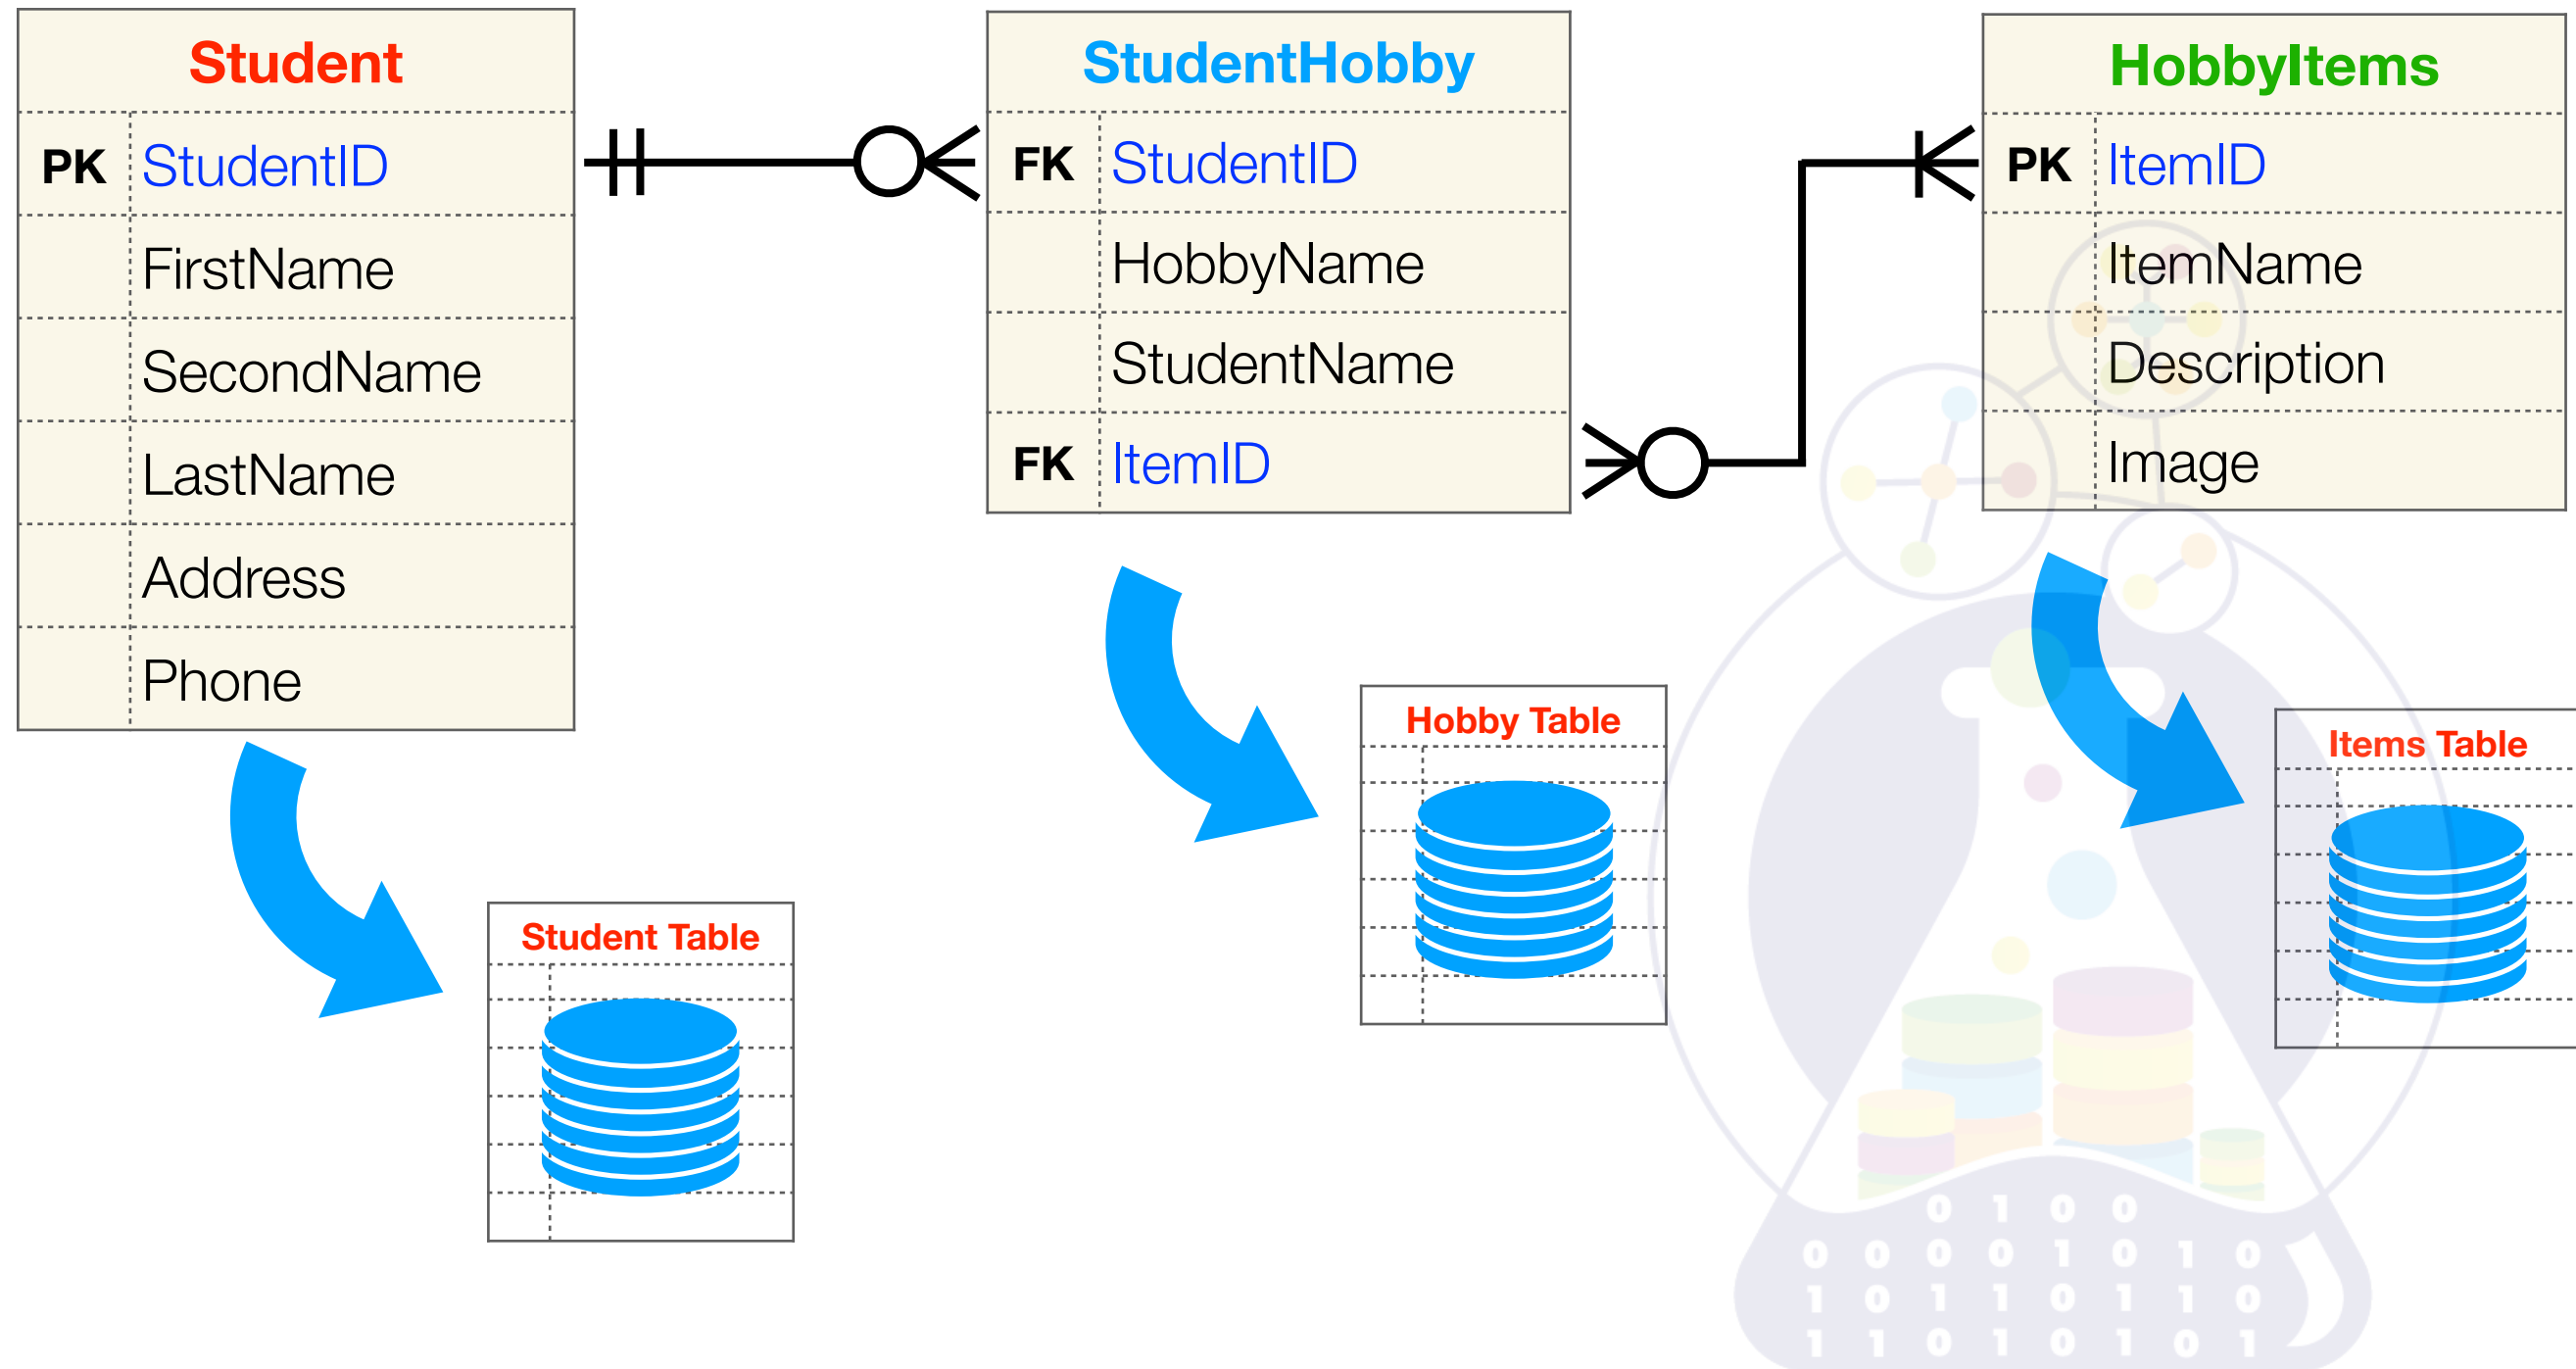 Student
PK StudentID
FirstName
SecondName
LastName
Address
Phone
StudentHobby
FK StudentID
HobbyName
StudentName
FK ItemID
HobbyItems
PK ItemID
ItemName
Description
Image
Student Table
Hobby Table
Items Table
0 1 0 0
0 0 0 0 1 0 1 0
1 0 1 1 0 1 1 0
1 1 0 1 0 1 0 1